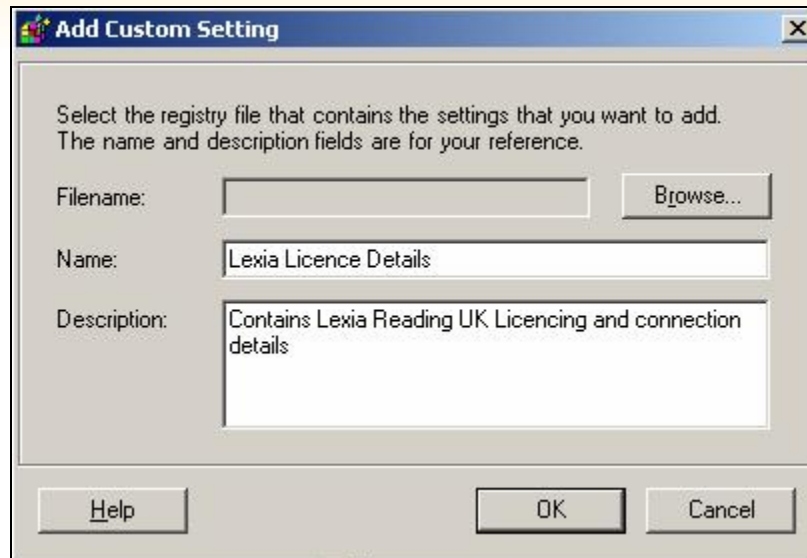 Add Custom Setting
Select the registry file that contains the settings that you want to add.
The name and description fields are for your reference.
Filename:
Browse...
Name:
Lexia Licence Details
Description:
Contains Lexia Reading UK Licencing and connection
details
Help
OK
Cancel